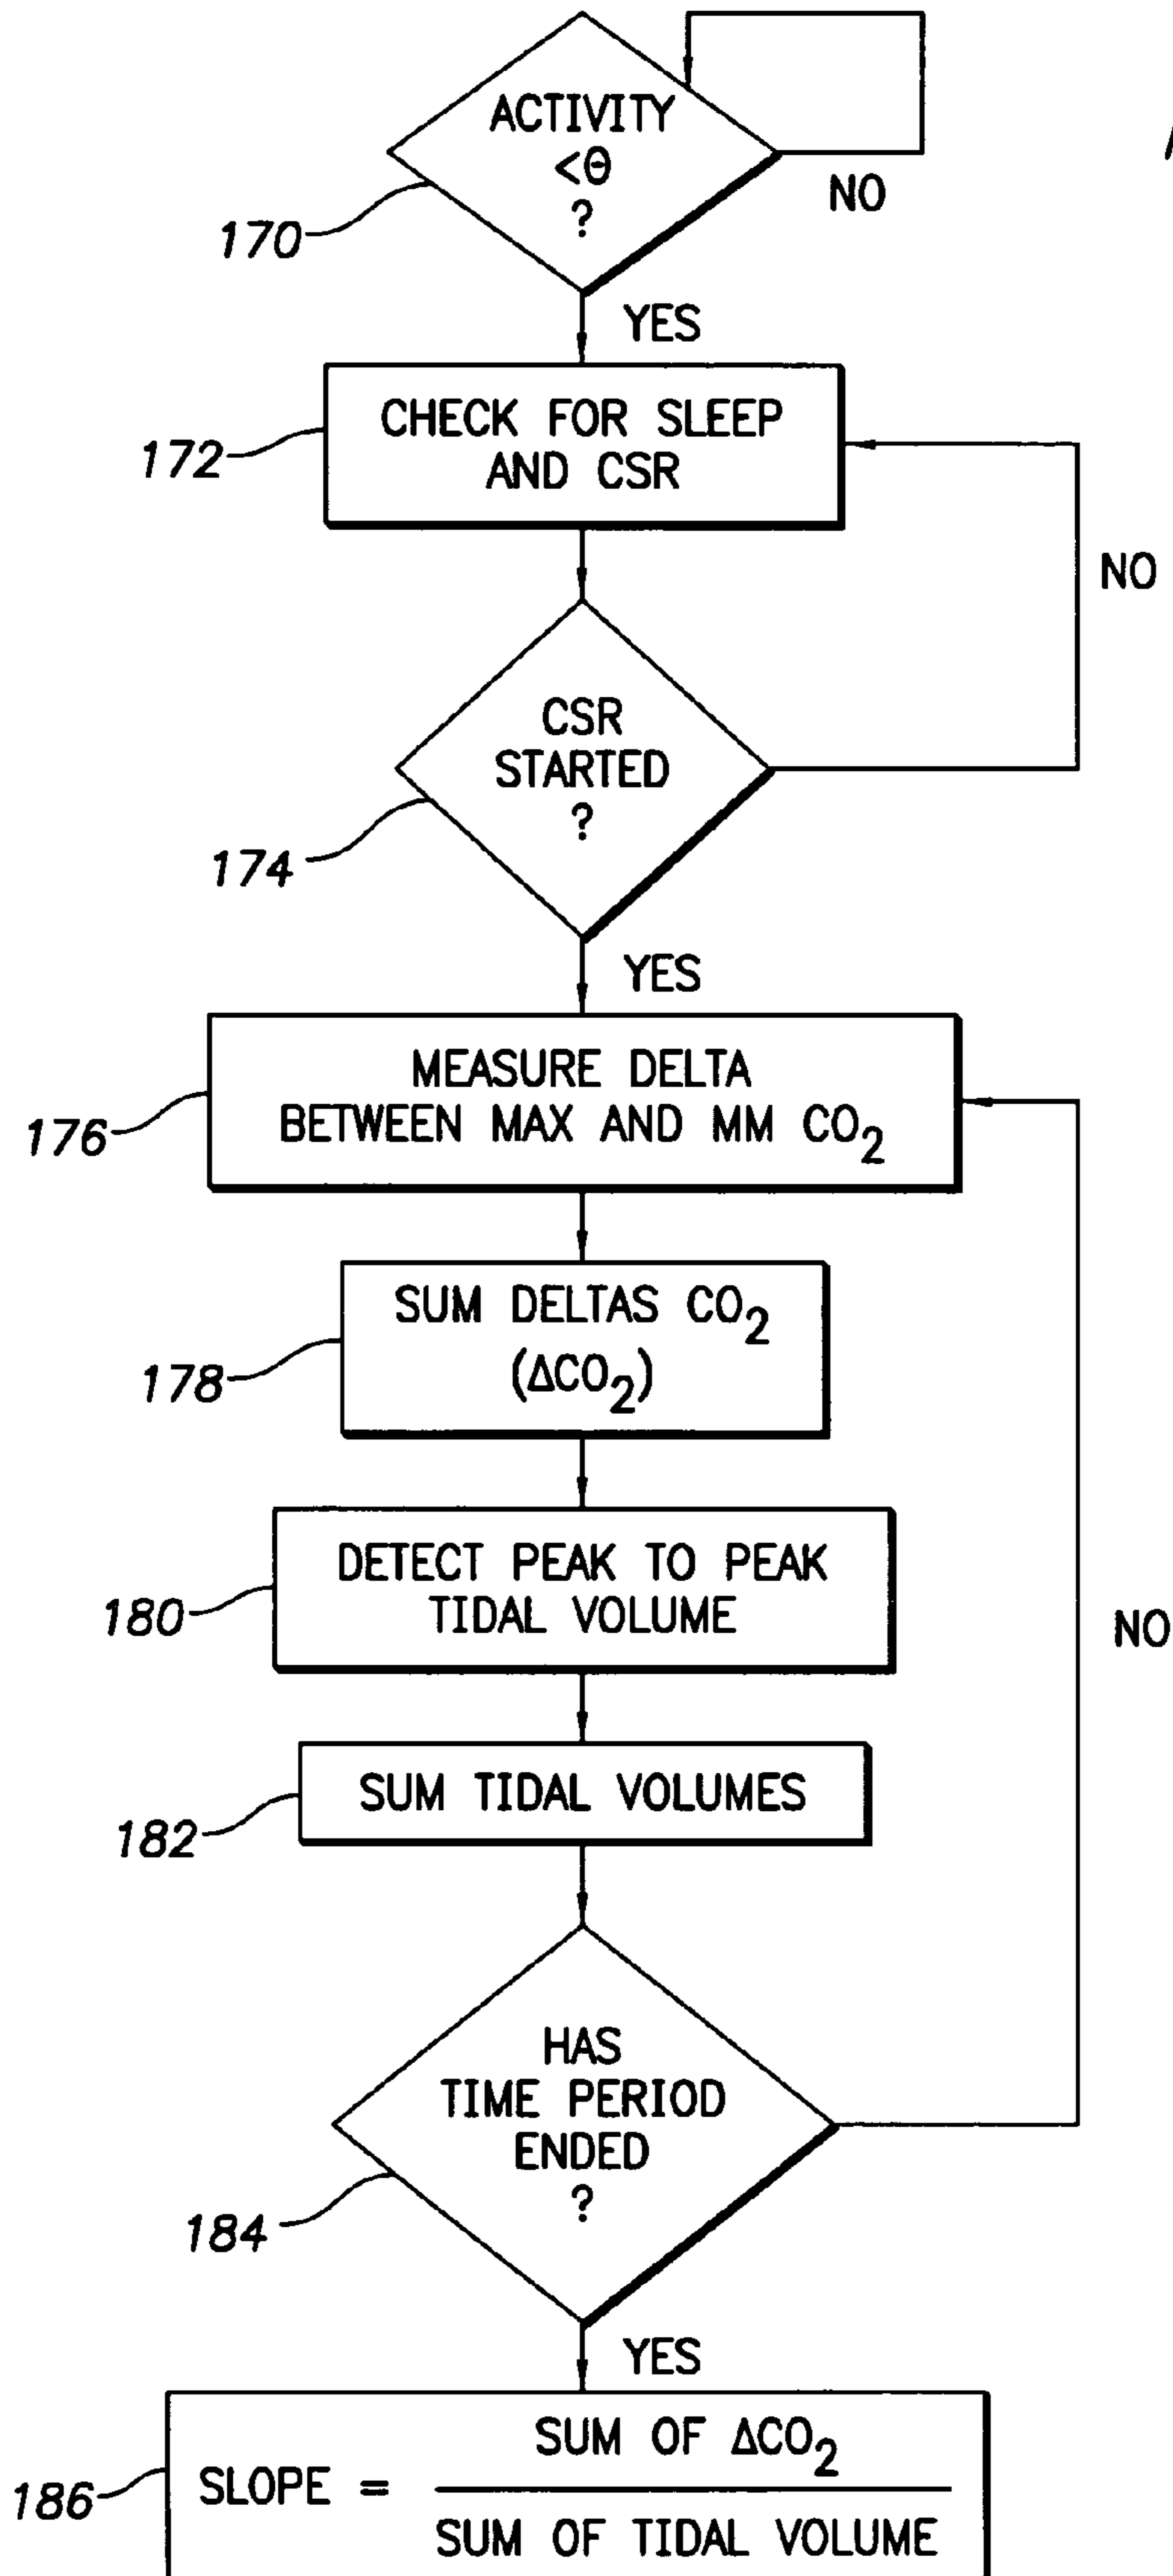 ACTIVITY
<θ
?
NO
170
YES
CHECK FOR SLEEP
AND CSR
172
NO
CSR
STARTED
?
174
YES
MEASURE DELTA
BETWEEN MAX AND MM CO₂
176
SUM DELTAS CO₂
(ΔCO₂)
178
DETECT PEAK TO PEAK
TIDAL VOLUME
180
NO
SUM TIDAL VOLUMES
182
HAS
TIME PERIOD
ENDED
?
184
YES
SUM OF ΔCO₂
SLOPE =
SUM OF TIDAL VOLUME
186